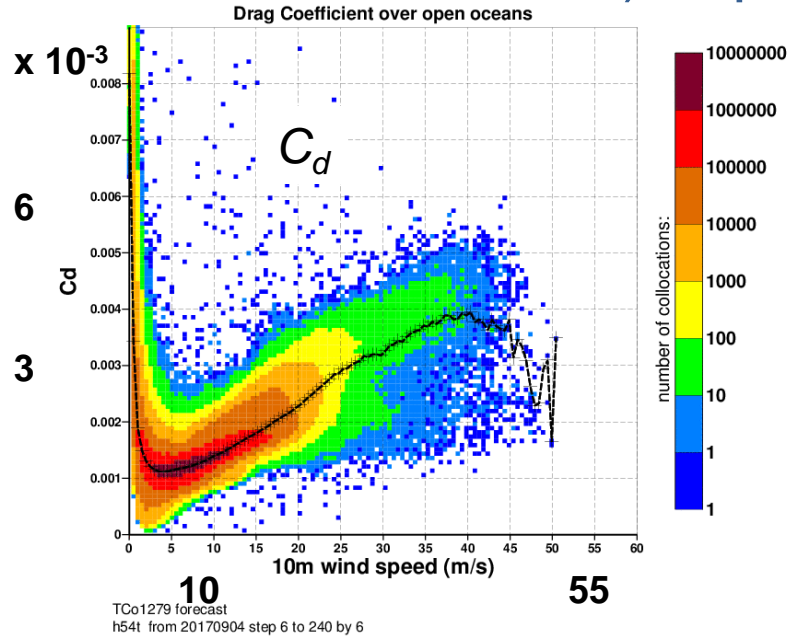 Drag Coefficient over open oceans
x 10-3
6
3
Cd
0.008
0.007
0.006
0.005
0.004
0.003
0.002
0.001
0
Cd
0 5 10 15 20 25 30 35 40 45 50 55 60
10m wind speed (m/s)
10 55
number of collocations:
10000000
1000000
100000
10000
1000
100
10
1
1
TCo1279 forecast
h54t from 20170904 step 6 to 240 by 6